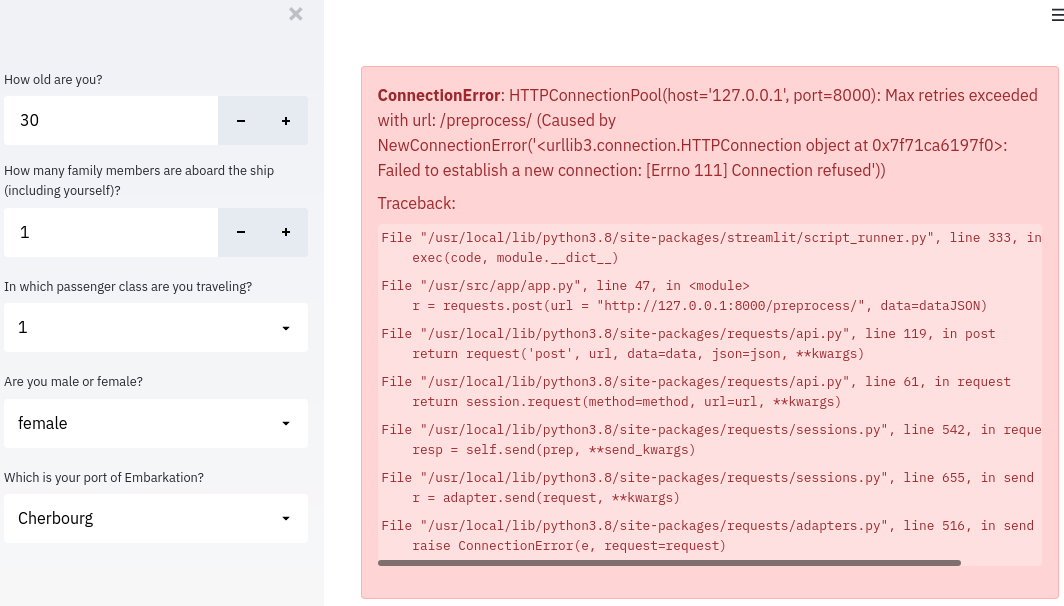 How old are you?
30
How many family members are aboard the ship
(including yourself)?
1
In which passenger class are you traveling?
1
Are you male or female?
female
Which is your port of Embarkation?
Cherbourg
ConnectionError: HTTPConnectionPool(host='127.0.0.1', port=8000): Max retries exceeded
with url: /preprocess/ (Caused by
NewConnectionError('<urllib3.connection.HTTPConnection object at 0x7f71ca6197f0>:
Failed to establish a new connection: [Errno 111] Connection refused'))
Traceback:
File "/usr/local/lib/python3.8/site-packages/streamlit/script_runner.py", line 333, in
exec(code, module.__dict__)
File "/usr/src/app/app.py", line 47, in <module>
r = requests.post(url = "http://127.0.0.1:8000/preprocess/", data=dataJSON)
File "/usr/local/lib/python3.8/site-packages/requests/api.py", line 119, in post
return request('post', url, data=data, json=json, **kwargs)
File "/usr/local/lib/python3.8/site-packages/requests/api.py", line 61, in request
return session.request(method=method, url=url, **kwargs)
File "/usr/local/lib/python3.8/site-packages/requests/sessions.py", line 542, in reque
resp = self.send(prep, **send_kwargs)
File "/usr/local/lib/python3.8/site-packages/requests/sessions.py", line 655, in send
r = adapter.send(request, **kwargs)
File "/usr/local/lib/python3.8/site-packages/requests/adapters.py", line 516, in send
raise ConnectionError(e, request=request)